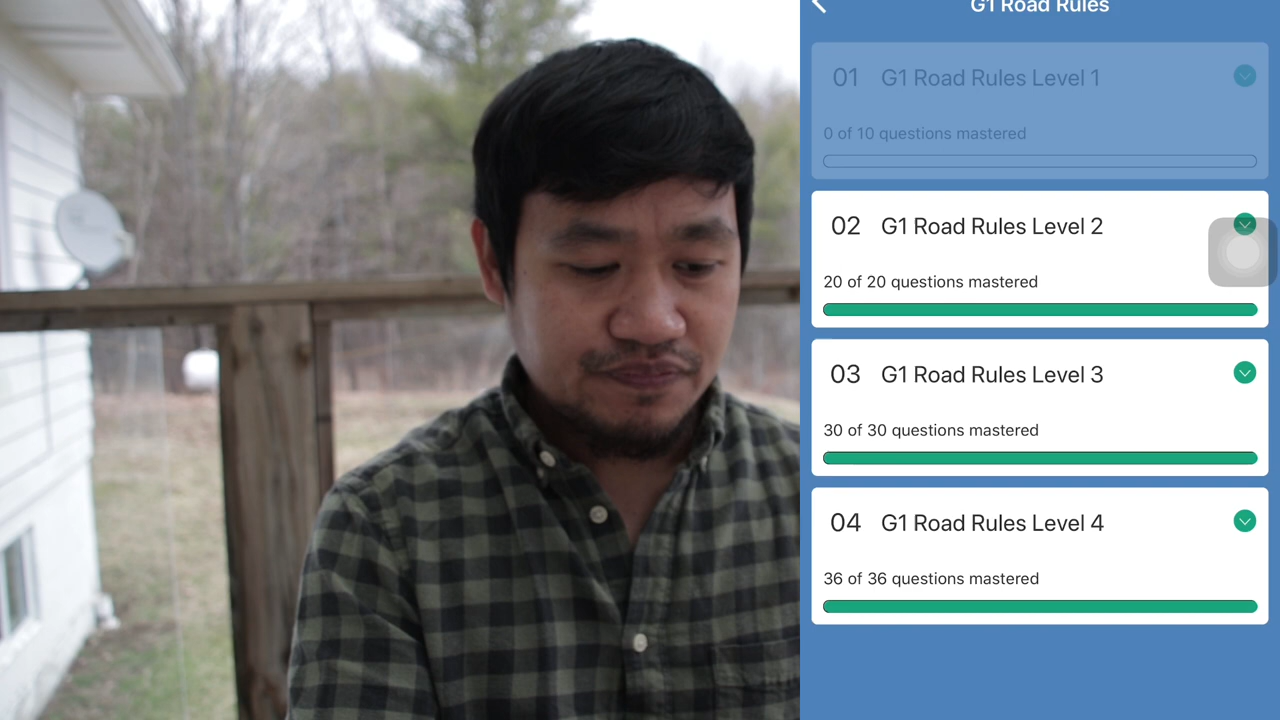 G1 Road Rules
01 G1 Road Rules Level 1
0 of 10 questions mastered
02 G1 Road Rules Level 2
20 of 20 questions mastered
03 G1 Road Rules Level 3
30 of 30 questions mastered
04 G1 Road Rules Level 4
36 of 36 questions mastered